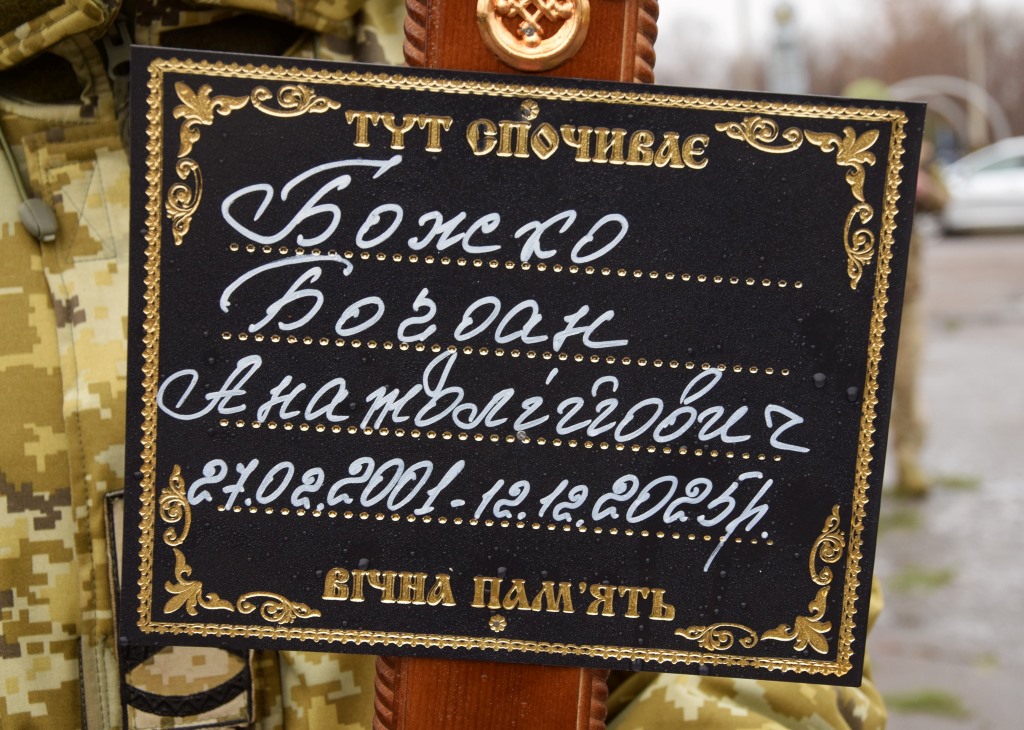 ТУТ СПОЧИВАЄ
Божко
Богдан
Анатолійович
27.02.2001-12.12.2025р.
ВІЧНА ПАМ'ЯТЬ